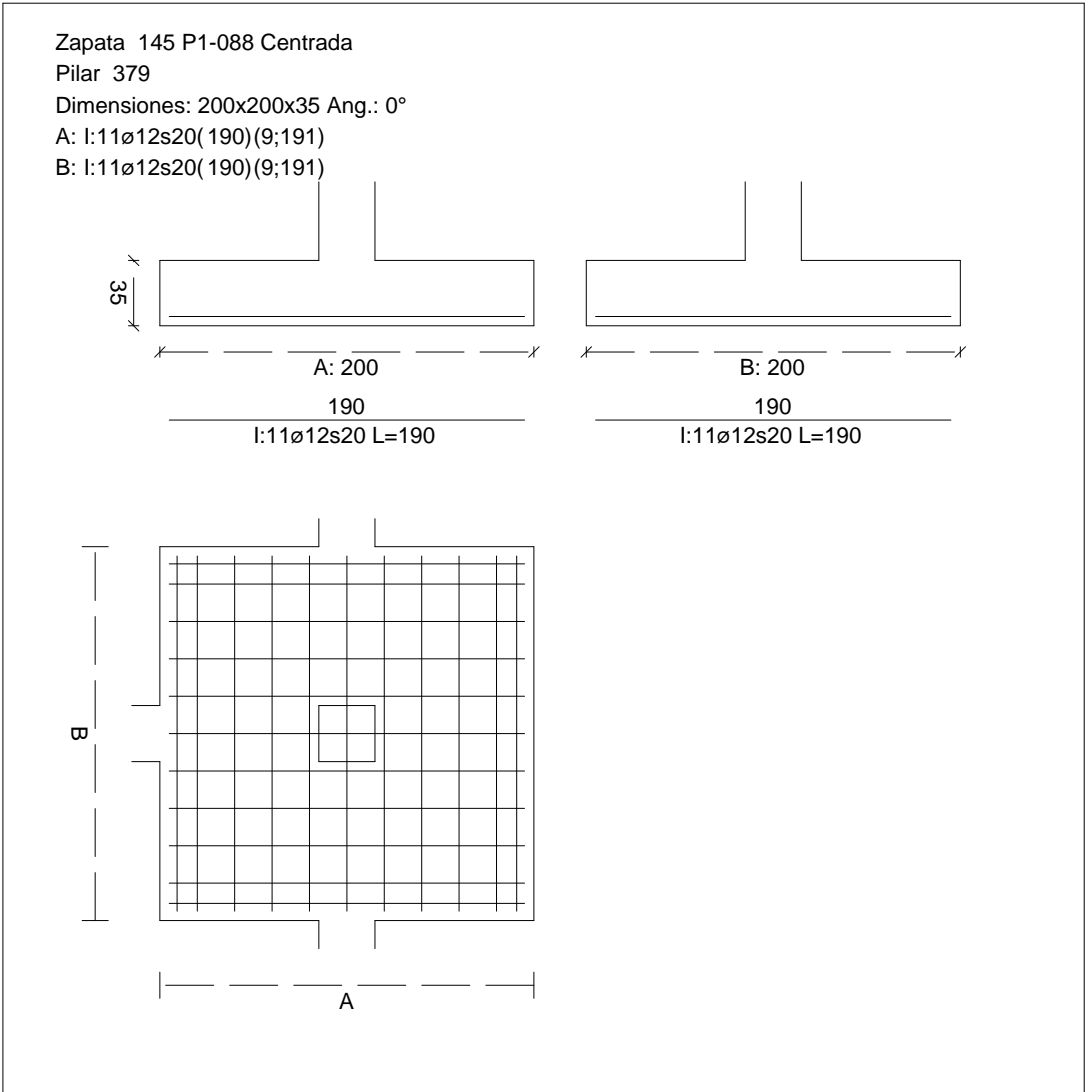 Zapata 145 P1-088 Centrada
Pilar 379
Dimensiones: 200x200x35 Ang.: 0°
A: I:11ø12s20(190)(9;191)
B: I:11ø12s20(190)(9;191)
35
A: 200
B: 200
190
I:11ø12s20 L=190
190
I:11ø12s20 L=190
B
A